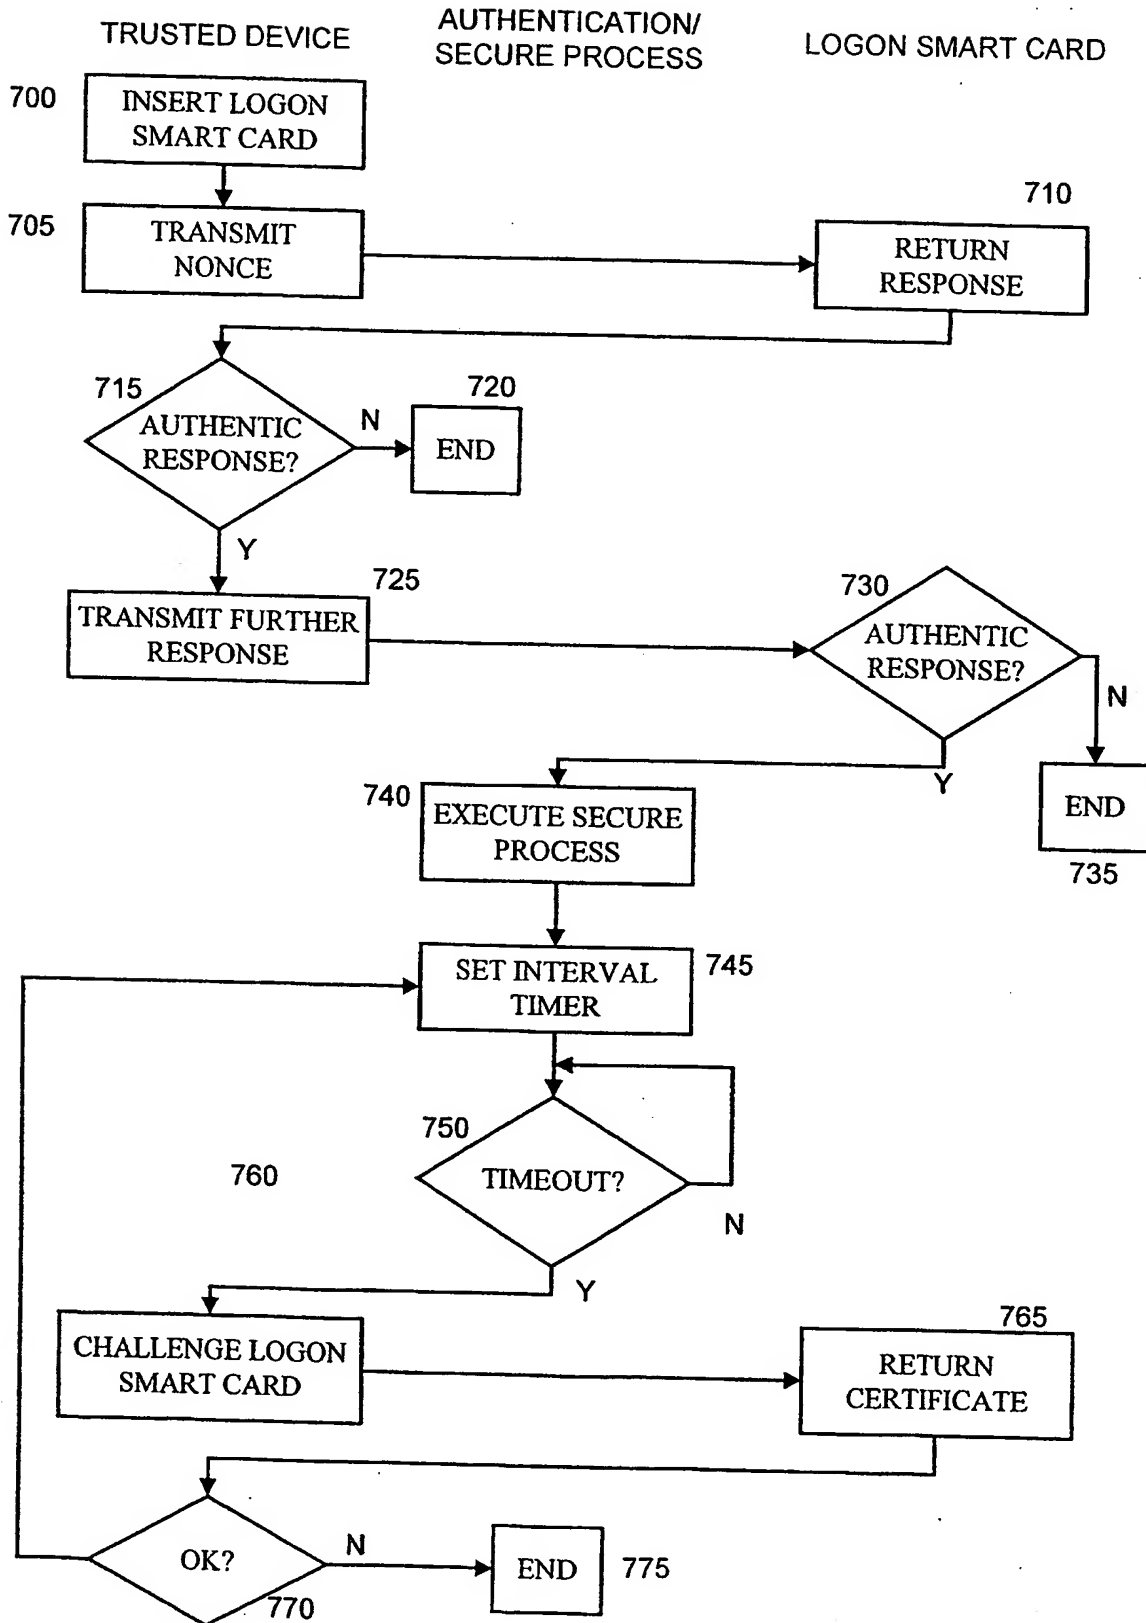 TRUSTED DEVICE
AUTHENTICATION/
SECURE PROCESS
LOGON SMART CARD
700
INSERT LOGON
SMART CARD
705
TRANSMIT
NONCE
710
RETURN
RESPONSE
715
AUTHENTIC
RESPONSE?
N
720
END
Y
725
TRANSMIT FURTHER
RESPONSE
730
AUTHENTIC
RESPONSE?
N
Y
END
735
740
EXECUTE SECURE
PROCESS
SET INTERVAL
TIMER
745
750
TIMEOUT?
N
760
Y
CHALLENGE LOGON
SMART CARD
765
RETURN
CERTIFICATE
OK?
N
END
775
770